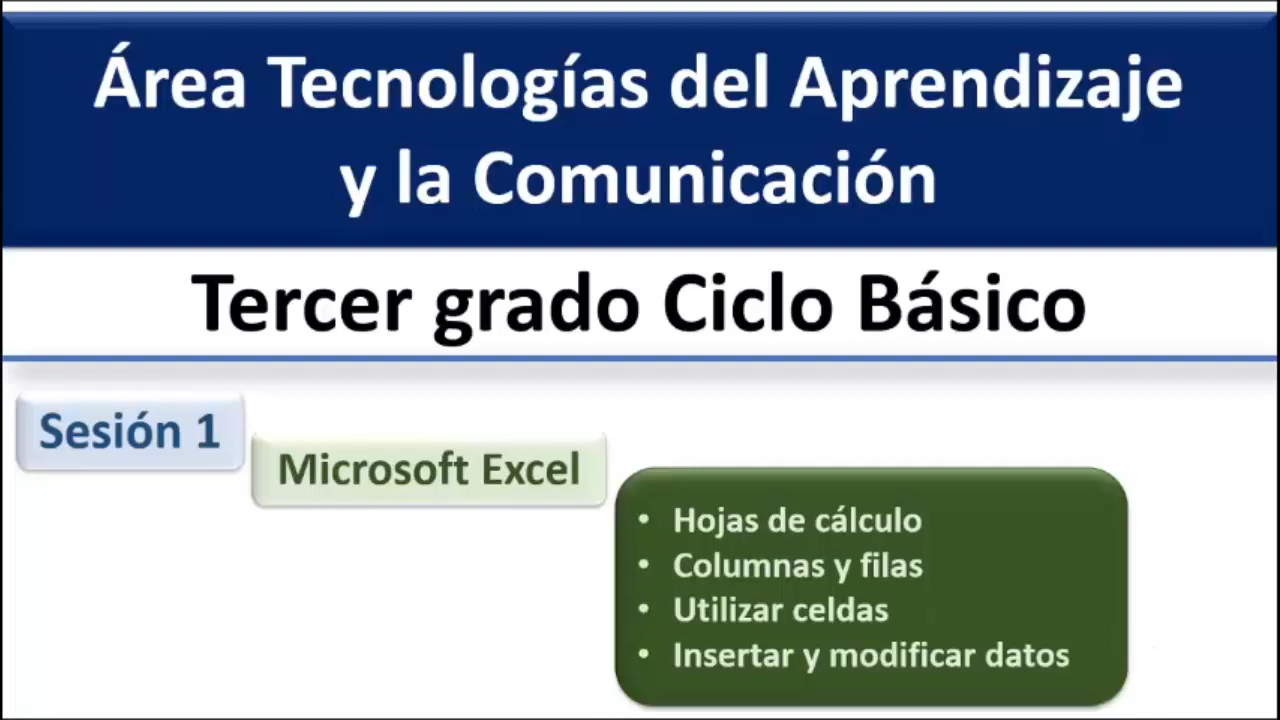 Área Tecnologías del Aprendizaje
y la Comunicación
Tercer grado Ciclo Básico
Sesión 1
Microsoft Excel
• Hojas de cálculo
• Columnas y filas
• Utilizar celdas
• Insertar y modificar datos